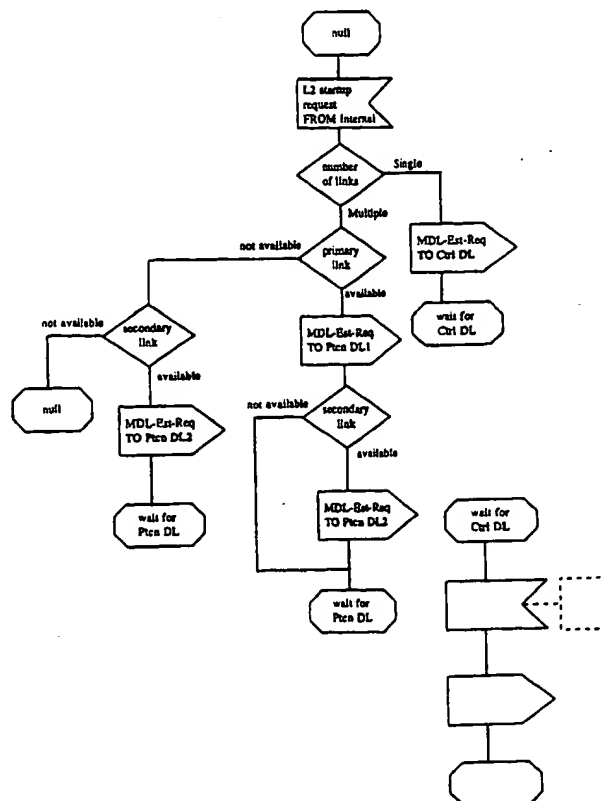 null
L2 startup
request
FROM Internal
number
of links
Single
Multiple
MDL-Est-Req
TO Ctrl DL
wait for
Ctrl DL
not available
primary
link
available
MDL-Est-Req
TO Ptcn DL1
not available
secondary
link
null
available
MDL-Est-Req
TO Ptcn DL2
wait for
Ptcn DL
not available
secondary
link
available
MDL-Est-Req
TO Ptcn DL2
wait for
Ptcn DL
wait for
Ctrl DL